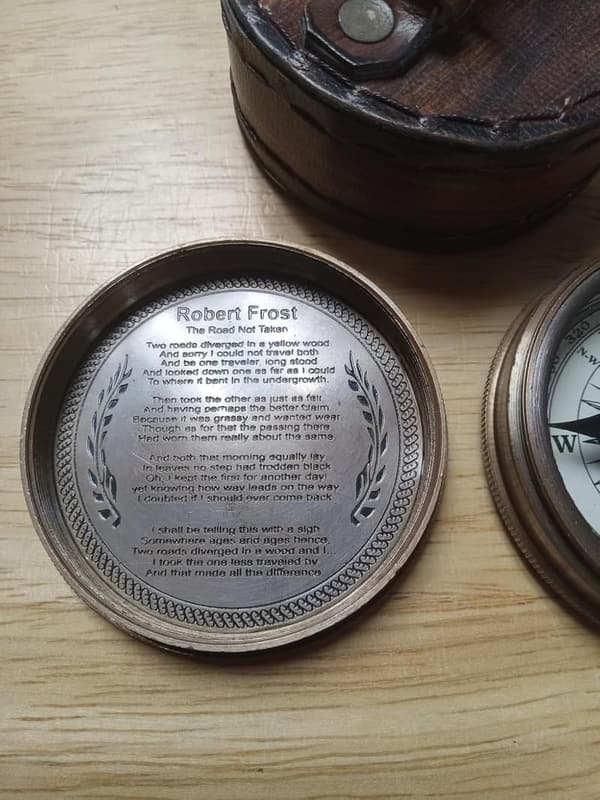 Robert Frost
The Road Not Taken
Two roads diverged in a yellow wood
And sorry I could not travel both
And be one traveler, long stood
And looked down one as far as I could
To where it bent in the undergrowth.
Then took the other as just as fair
And having perhaps the better claim
Because it was grassy and wanted wear
Though as for that the passing there
Had worn them really about the same
And both that morning equally lay
In leaves no step had trodden black
Oh, I kept the first for another day
yet knowing how way leads on the way
I doubted if I should ever come back
I shall be telling this with a sigh
Somewhere ages and ages hence,
Two roads diverged in a wood and I...
I took the one less traveled by
And that made all the difference
320
N.W
W